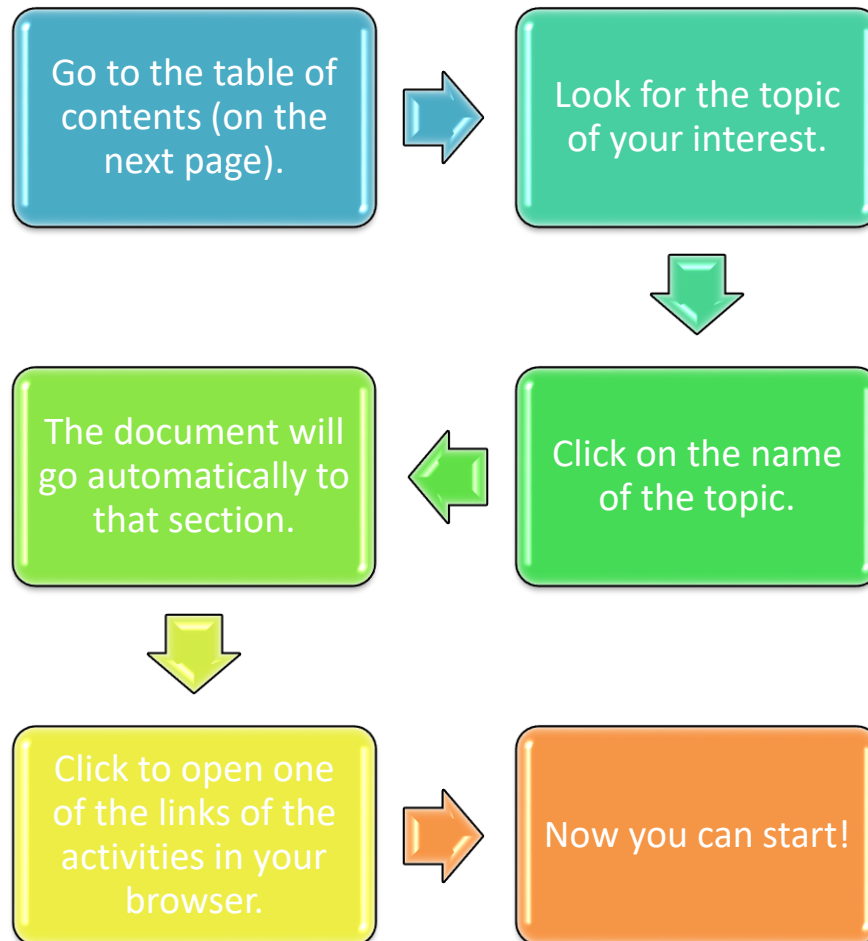 Go to the table of
contents (on the
next page).
Look for the topic
of your interest.
Click on the name
of the topic.
The document will
go automatically to
that section.
Click to open one
of the links of the
activities in your
browser.
Now you can start!